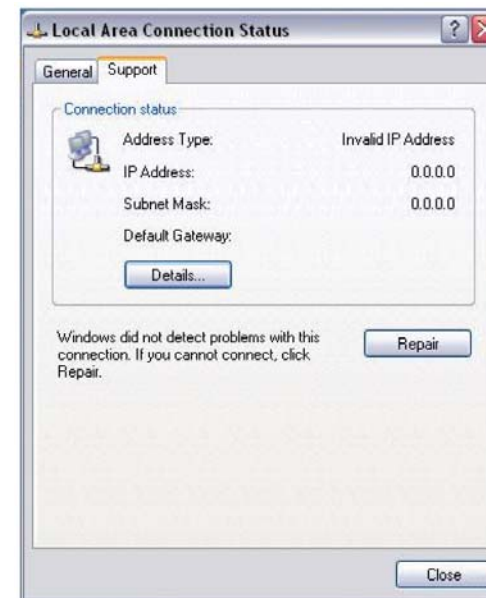 Local Area Connection Status
General Support
Connection status
Address Type: Invalid IP Address
IP Address: 0.0.0.0
Subnet Mask: 0.0.0.0
Default Gateway:
Details...
Windows did not detect problems with this
connection. If you cannot connect, click
Repair.
Repair
Close